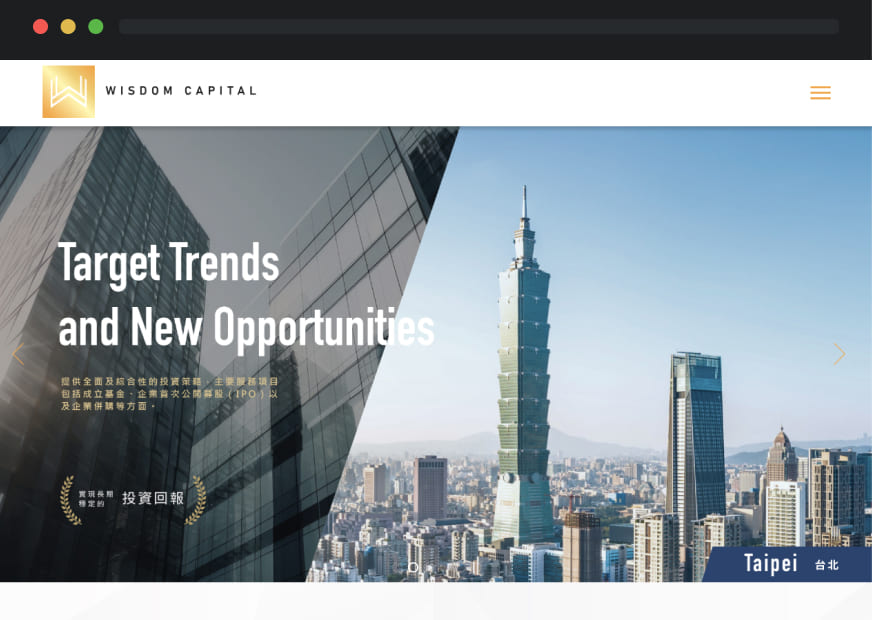 WISDOM CAPITAL
Target Trends
and New Opportunities
提供全面及綜合性的投資策略，主要服務項目
包括成立基金、企業首次公開募股（IPO）以
及企業併購等方面。
實現長期
穩定的
投資回報
Taipei 台北